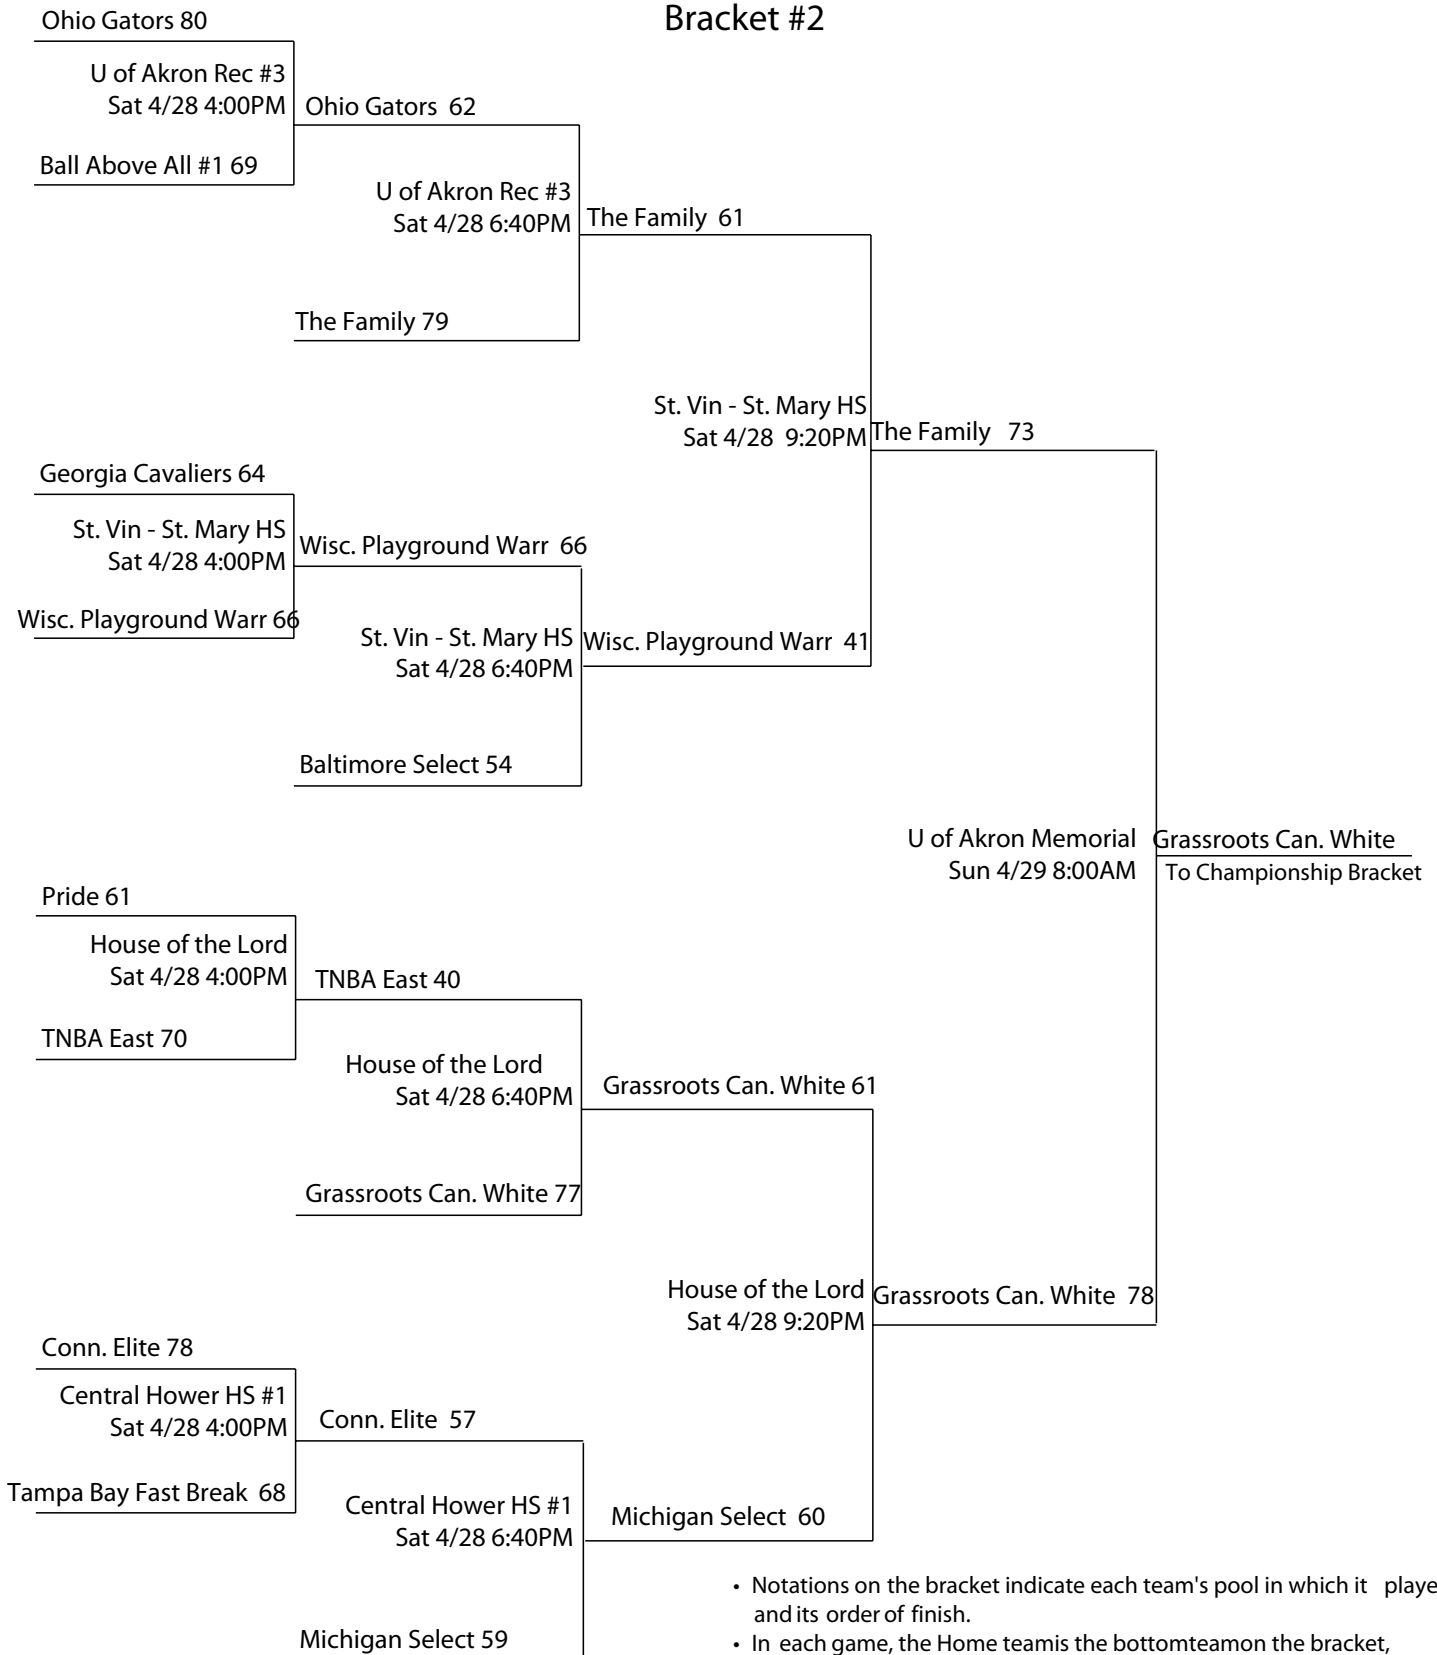 Bracket #2
Ohio Gators 80
U of Akron Rec #3
Sat 4/28 4:00PM
Ohio Gators 62
Ball Above All #1 69
U of Akron Rec #3
Sat 4/28 6:40PM
The Family 61
The Family 79
St. Vin - St. Mary HS
Sat 4/28 9:20PM
The Family 73
Georgia Cavaliers 64
St. Vin - St. Mary HS
Sat 4/28 4:00PM
Wisc. Playground Warr 66
Wisc. Playground Warr 66
St. Vin - St. Mary HS
Sat 4/28 6:40PM
Wisc. Playground Warr 41
Baltimore Select 54
U of Akron Memorial
Sun 4/29 8:00AM
Grassroots Can. White
To Championship Bracket
Pride 61
House of the Lord
Sat 4/28 4:00PM
TNBA East 40
TNBA East 70
House of the Lord
Sat 4/28 6:40PM
Grassroots Can. White 61
Grassroots Can. White 77
House of the Lord
Sat 4/28 9:20PM
Grassroots Can. White 78
Conn. Elite 78
Central Hower HS #1
Sat 4/28 4:00PM
Conn. Elite 57
Tampa Bay Fast Break 68
Central Hower HS #1
Sat 4/28 6:40PM
Michigan Select 60
Michigan Select 59
• Notations on the bracket indicate each team's pool in which it playe
and its order of finish.
• In each game, the Home teamis the bottomteamon the bracket,